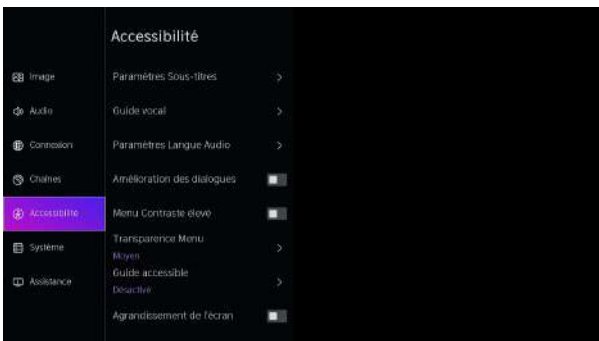 Accessibilité
Image
Paramètres Sous-titres
Audio
Guide vocal
Connexion
Paramètres Langue Audio
Chaînes
Amélioration des dialogues
Accessibilité
Menu Contraste élevé
Système
Transparence Menu
Moyen
Assistance
Guide accessible
Désactivé
Agrandissement de l'écran